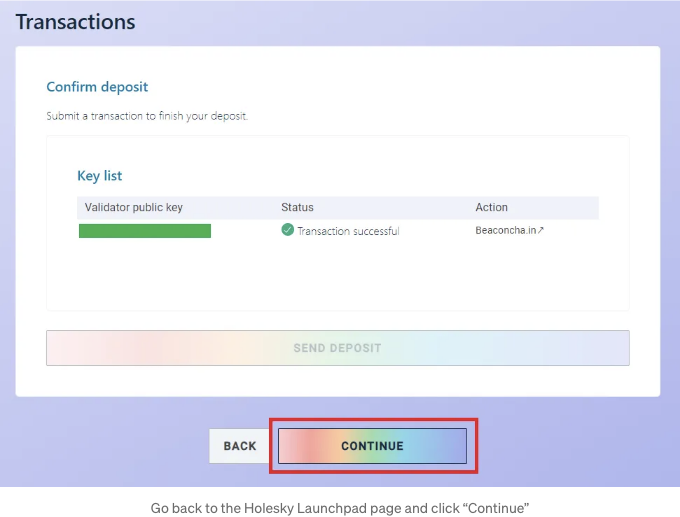 Transactions
Confirm deposit
Submit a transaction to finish your deposit.
Key list
Validator public key Status Action
Transaction successful Beaconcha.in↗
SEND DEPOSIT
BACK CONTINUE
Go back to the Holesky Launchpad page and click “Continue”